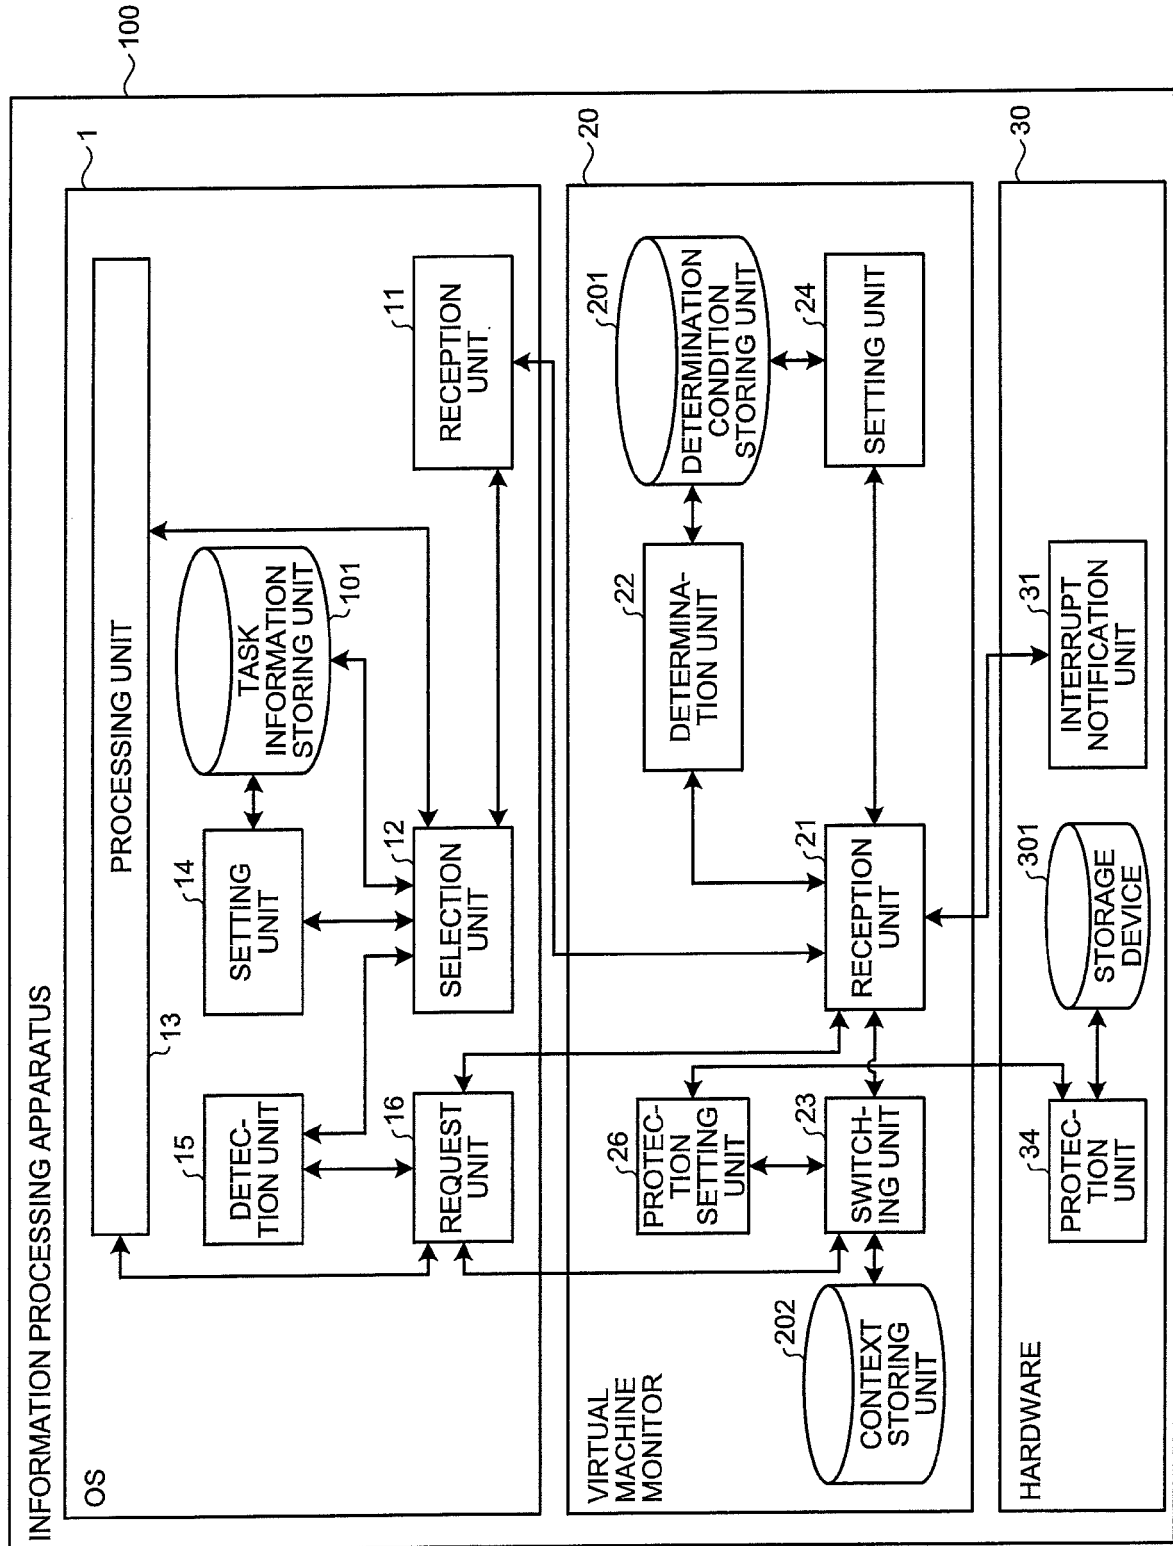 INFORMATION PROCESSING APPARATUS
100
OS
1
PROCESSING UNIT
13
15
DETEC-
TION UNIT
14
SETTING
UNIT
TASK
INFORMATION
STORING UNIT
101
16
REQUEST
UNIT
12
SELECTION
UNIT
11
RECEPTION
UNIT
VIRTUAL
MACHINE
MONITOR
20
26
PROTEC-
TION
SETTING
UNIT
22
DETERMINA-
TION UNIT
201
DETERMINATION
CONDITION
STORING UNIT
202
CONTEXT
STORING
UNIT
23
SWITCH-
ING UNIT
21
RECEPTION
UNIT
24
SETTING UNIT
HARDWARE
30
34
PROTEC-
TION
UNIT
301
STORAGE
DEVICE
31
INTERRUPT
NOTIFICATION
UNIT